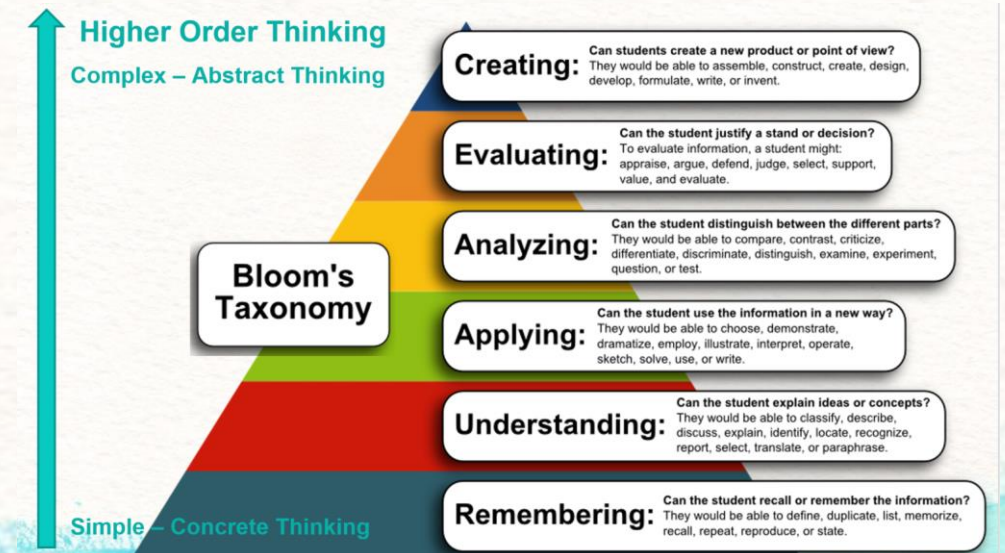 Higher Order Thinking
Complex – Abstract Thinking
Creating:
Can students create a new product or point of view?
They would be able to assemble, construct, create, design,
develop, formulate, write, or invent.
Evaluating:
Can the student justify a stand or decision?
To evaluate information, a student might:
appraise, argue, defend, judge, select, support,
value, and evaluate.
Analyzing:
Can the student distinguish between the different parts?
They would be able to compare, contrast, criticize,
differentiate, discriminate, distinguish, examine, experiment,
question, or test.
Bloom's
Taxonomy
Applying:
Can the student use the information in a new way?
They would be able to choose, demonstrate,
dramatize, employ, illustrate, interpret, operate,
sketch, solve, use, or write.
Understanding:
Can the student explain ideas or concepts?
They would be able to classify, describe,
discuss, explain, identify, locate, recognize,
report, select, translate, or paraphrase.
Remembering:
Can the student recall or remember the information?
They would be able to define, duplicate, list, memorize,
recall, repeat, reproduce, or state.
Simple – Concrete Thinking